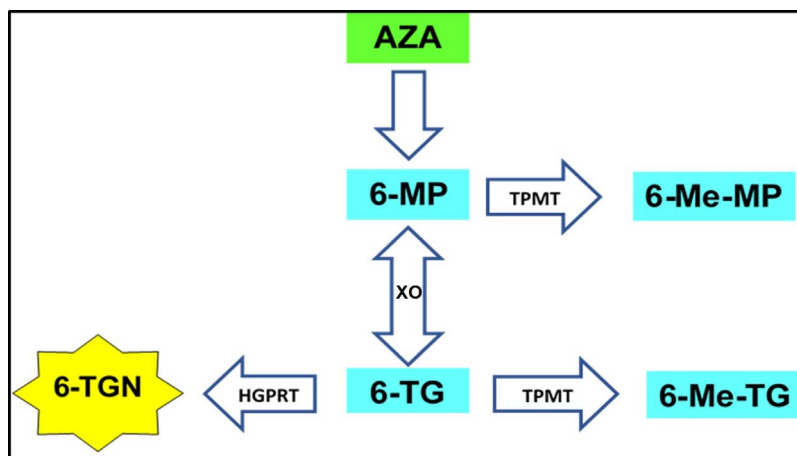 AZA
6-MP
TPMT
6-Me-MP
XO
6-TGN
HGPRT
6-TG
TPMT
6-Me-TG